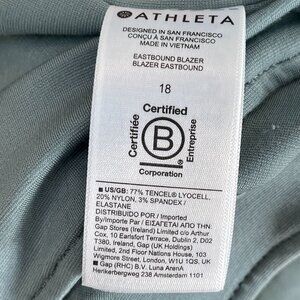 ATHLETA
DESIGNED IN SAN FRANCISCO
CONÇU À SAN FRANCISCO
MADE IN VIETNAM
EASTBOUND BLAZER
BLAZER EASTBOUND
18
Certified
Certifiée
B
Entreprise
Corporation
■ US/GB: 77% TENCEL® LYOCELL,
20% NYLON, 3% SPANDEX /
ELASTANE
DISTRIBUIDO POR / Imported
By/Importe Par / ΕΙΣΑΓΕΤΑΙ ΑΠΟ ΤΗΝ
Gap Stores (Ireland) Limited c/o Arthur
Cox, 10 Earlsfort Terrace, Dublin 2, D02
T380, Ireland, Gap (UK Holdings)
Limited, 2nd Floor Nations House, 103
Wigmore Street, London, W1U 1QS, UK
■ Gap (RHC) B.V. Luna ArenA
Herikerbergweg 238 Amsterdam 1101